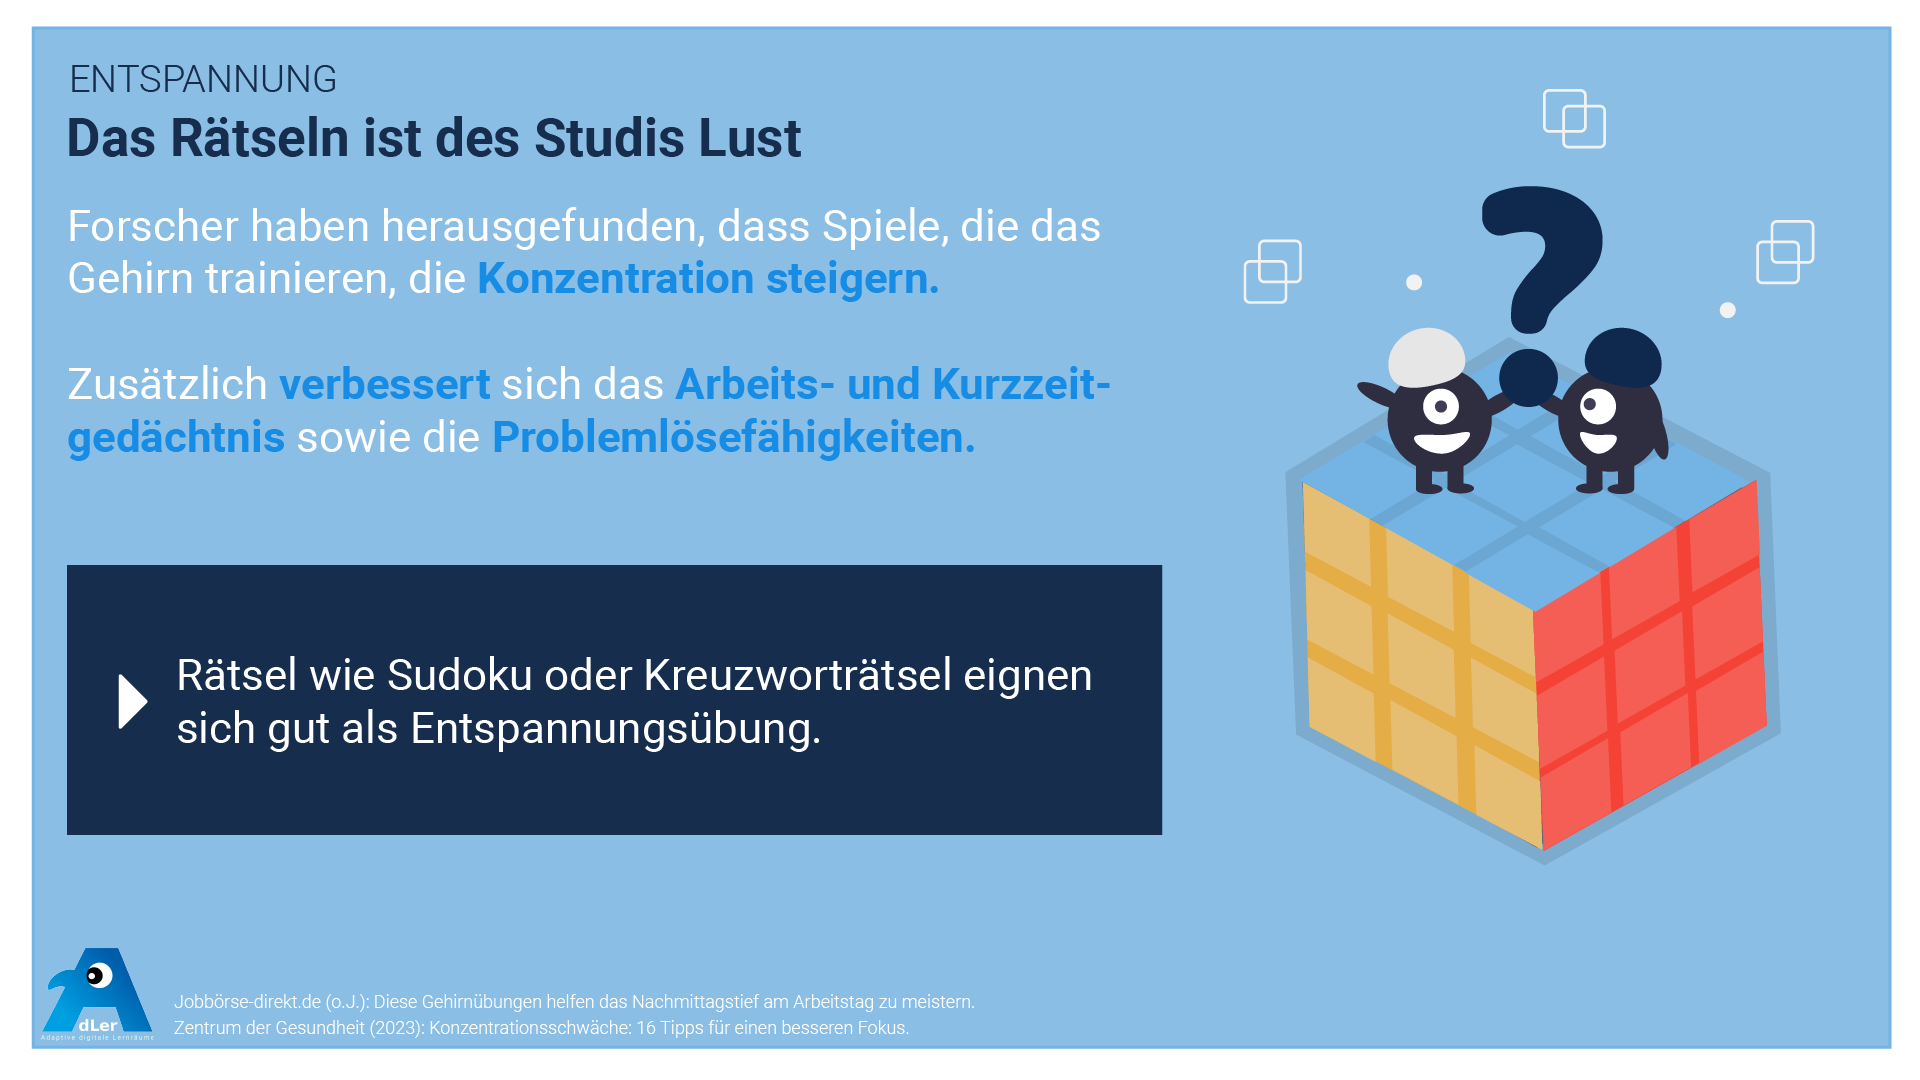 ENTSPANNUNG
Das Rätseln ist des Studis Lust
Forscher haben herausgefunden, dass Spiele, die das
Gehirn trainieren, die Konzentration steigern.
Zusätzlich verbessert sich das Arbeits- und Kurzzeit-
gedächtnis sowie die Problemlösefähigkeiten.
Rätsel wie Sudoku oder Kreuzworträtsel eignen
sich gut als Entspannungsübung.
?
dLer
Adaptive digitale Lernräume
Jobbörse-direkt.de (o.J.): Diese Gehirnübungen helfen das Nachmittagstief am Arbeitstag zu meistern.
Zentrum der Gesundheit (2023): Konzentrationsschwäche: 16 Tipps für einen besseren Fokus.